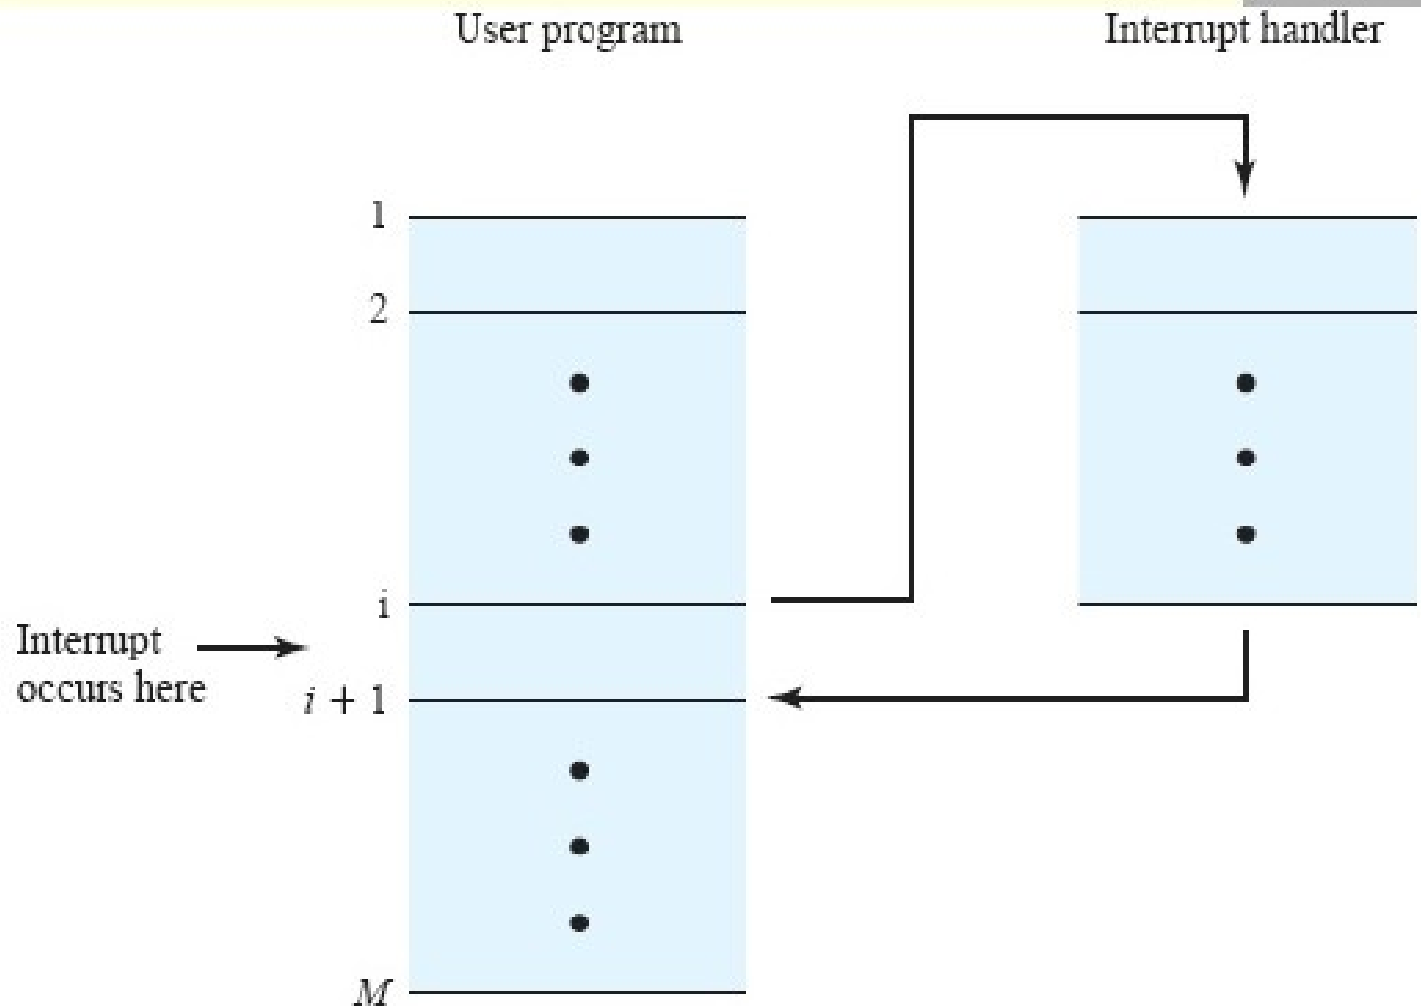 User program
Interrupt handler
1
2
i
Interrupt
occurs here
i + 1
M